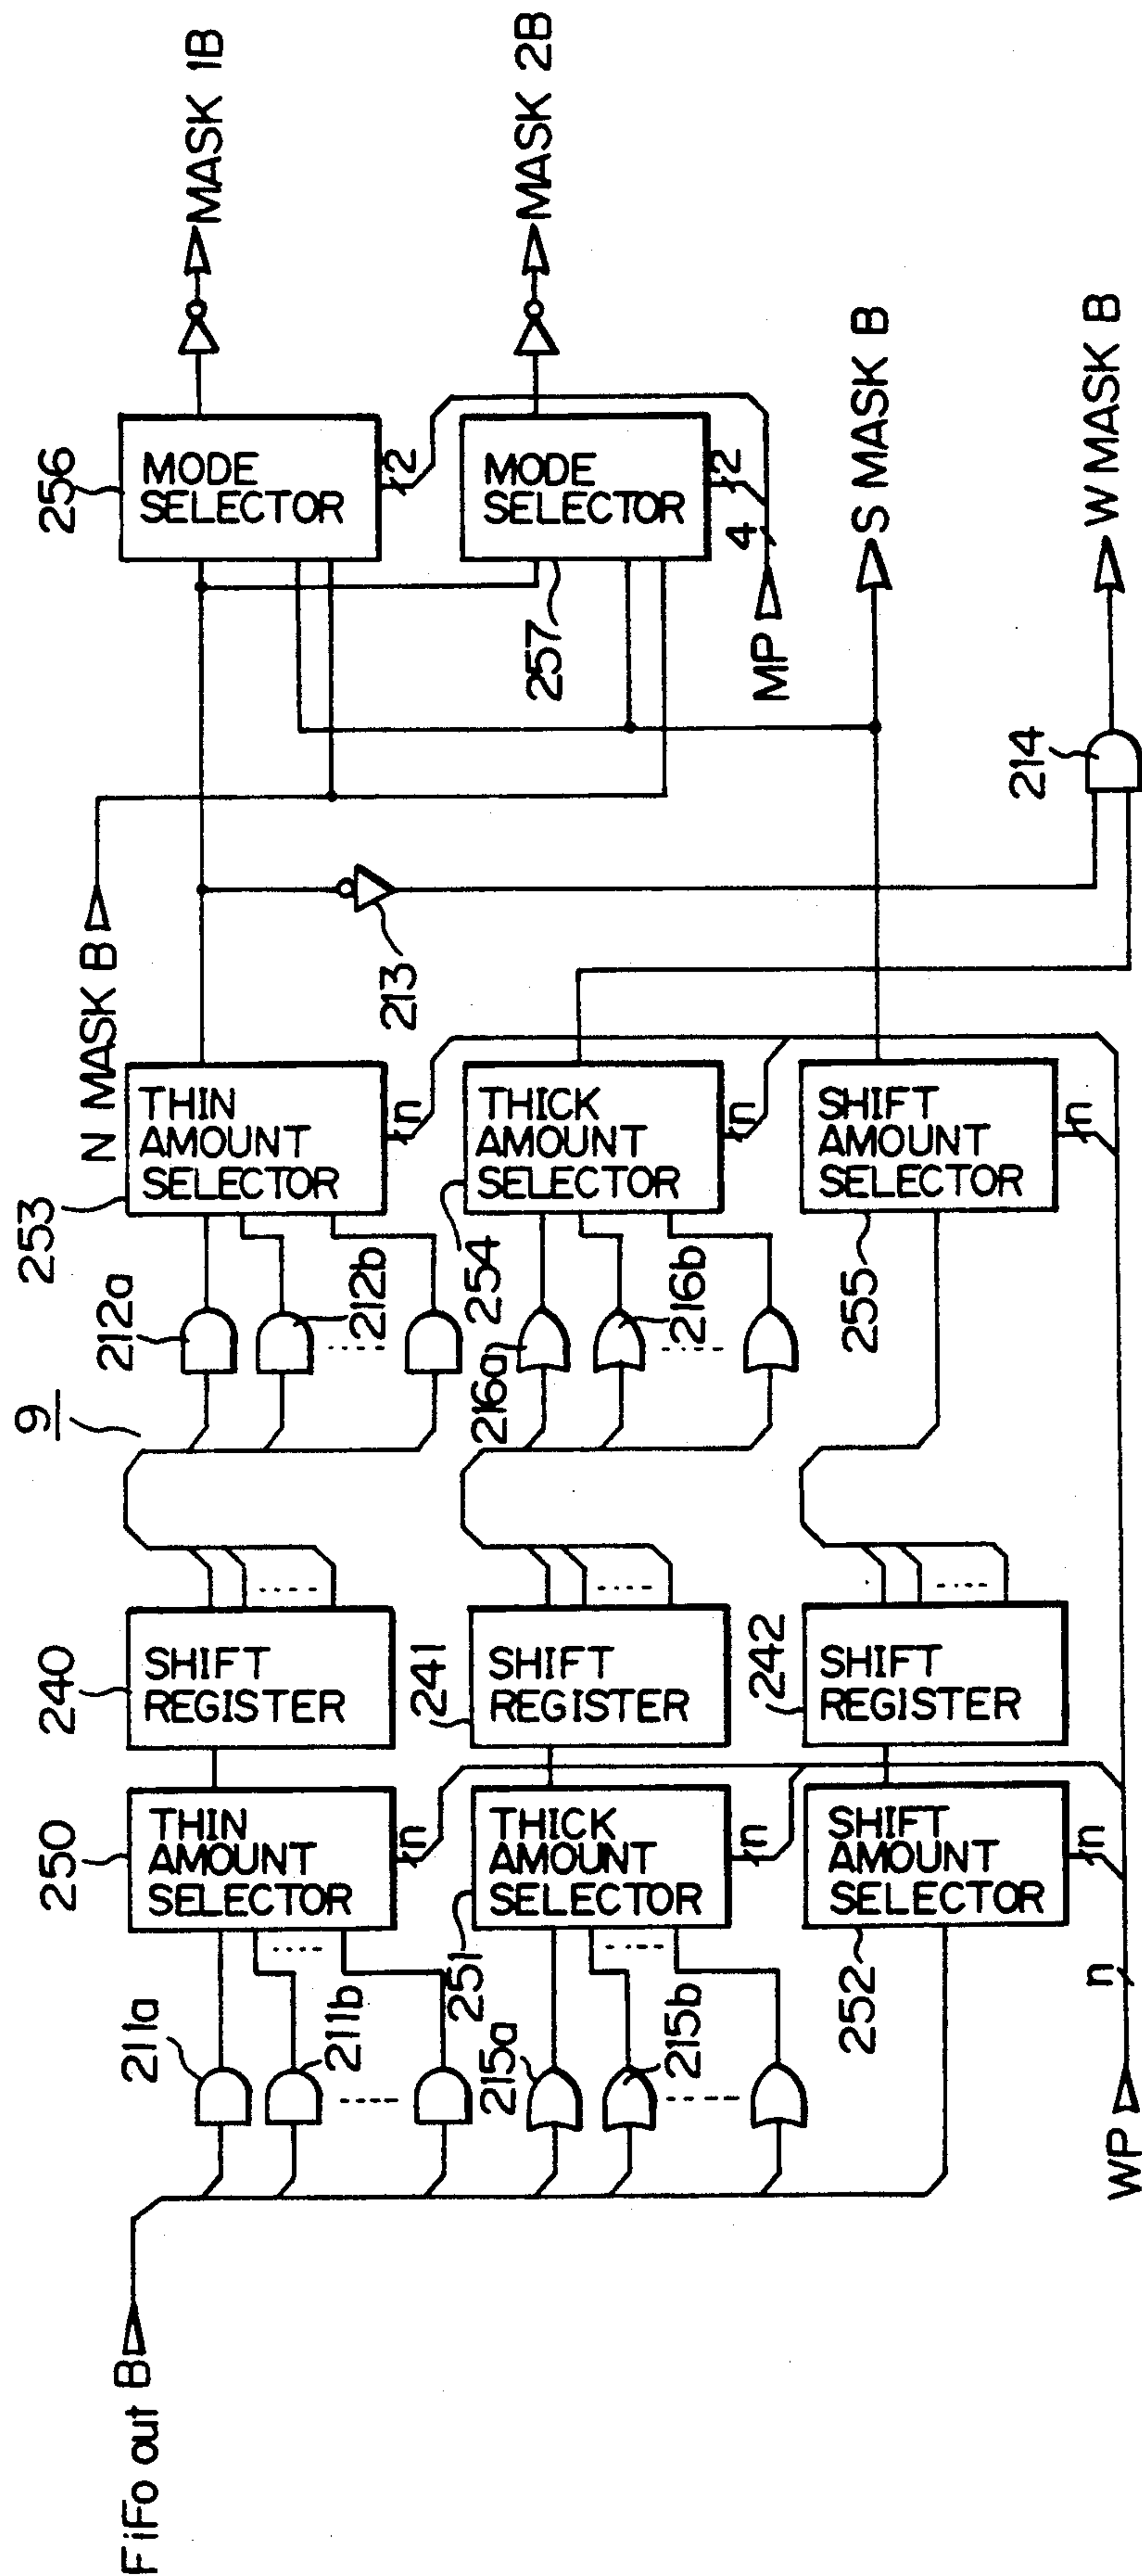 FiFo out B
WP
n
211a
211b
215a
215b
250
THIN
AMOUNT
SELECTOR
n
251
THICK
AMOUNT
SELECTOR
n
252
SHIFT
AMOUNT
SELECTOR
n
240
SHIFT
REGISTER
241
SHIFT
REGISTER
242
SHIFT
REGISTER
9
212a
212b
216a
216b
253
THIN
AMOUNT
SELECTOR
n
254
THICK
AMOUNT
SELECTOR
n
255
SHIFT
AMOUNT
SELECTOR
n
N MASK B
213
214
256
MODE
SELECTOR
2
257
MODE
SELECTOR
2
4
MP
MASK 1B
MASK 2B
S MASK B
W MASK B